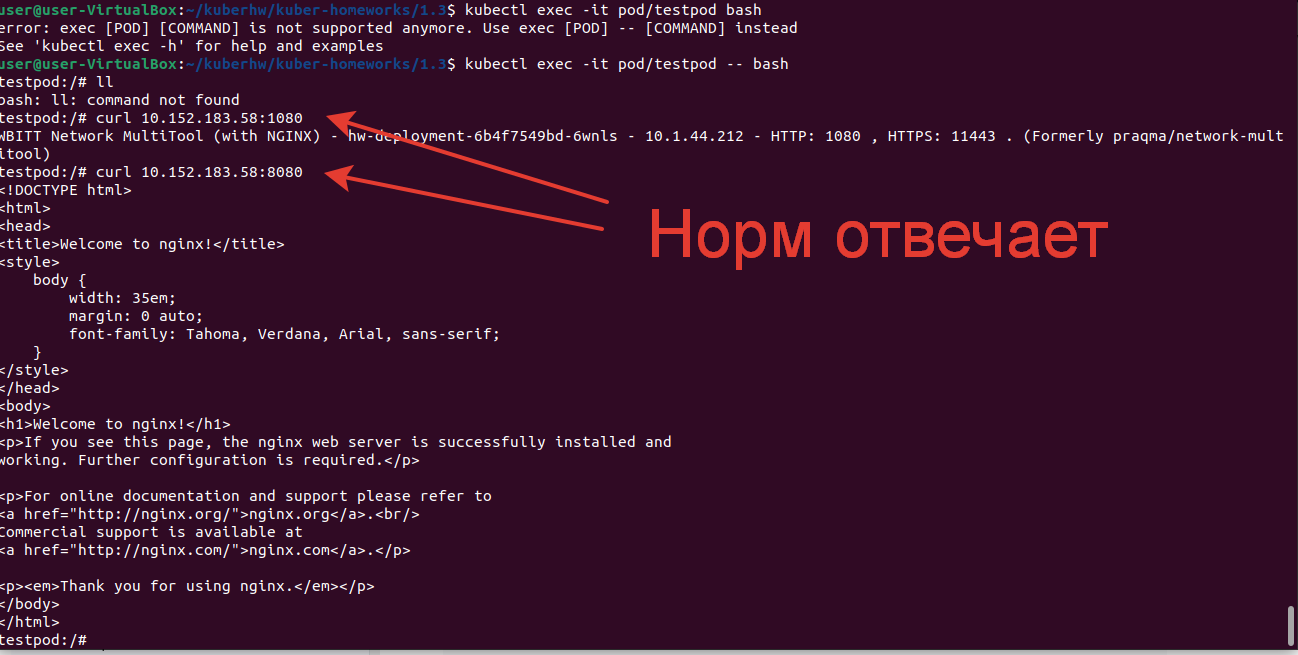 user@user-VirtualBox:~/kuberhw/kuber-homeworks/1.3$ kubectl exec -it pod/testpod bash
error: exec [POD] [COMMAND] is not supported anymore. Use exec [POD] -- [COMMAND] instead
See 'kubectl exec -h' for help and examples
user@user-VirtualBox:~/kuberhw/kuber-homeworks/1.3$ kubectl exec -it pod/testpod -- bash
testpod:/# ll
bash: ll: command not found
testpod:/# curl 10.152.183.58:1080
WBITT Network MultiTool (with NGINX) - hw-deployment-6b4f7549bd-6wnls - 10.1.44.212 - HTTP: 1080 , HTTPS: 11443 . (Formerly praqma/network-mult
itool)
testpod:/# curl 10.152.183.58:8080
<!DOCTYPE html>
<html>
<head>
<title>Welcome to nginx!</title>
<style>
    body {
        width: 35em;
        margin: 0 auto;
        font-family: Tahoma, Verdana, Arial, sans-serif;
    }
</style>
</head>
<body>
<h1>Welcome to nginx!</h1>
<p>If you see this page, the nginx web server is successfully installed and
working. Further configuration is required.</p>
<p>For online documentation and support please refer to
<a href="http://nginx.org/">nginx.org</a>.<br/>
Commercial support is available at
<a href="http://nginx.com/">nginx.com</a>.</p>
<p><em>Thank you for using nginx.</em></p>
</body>
</html>
testpod:/#
Норм отвечает